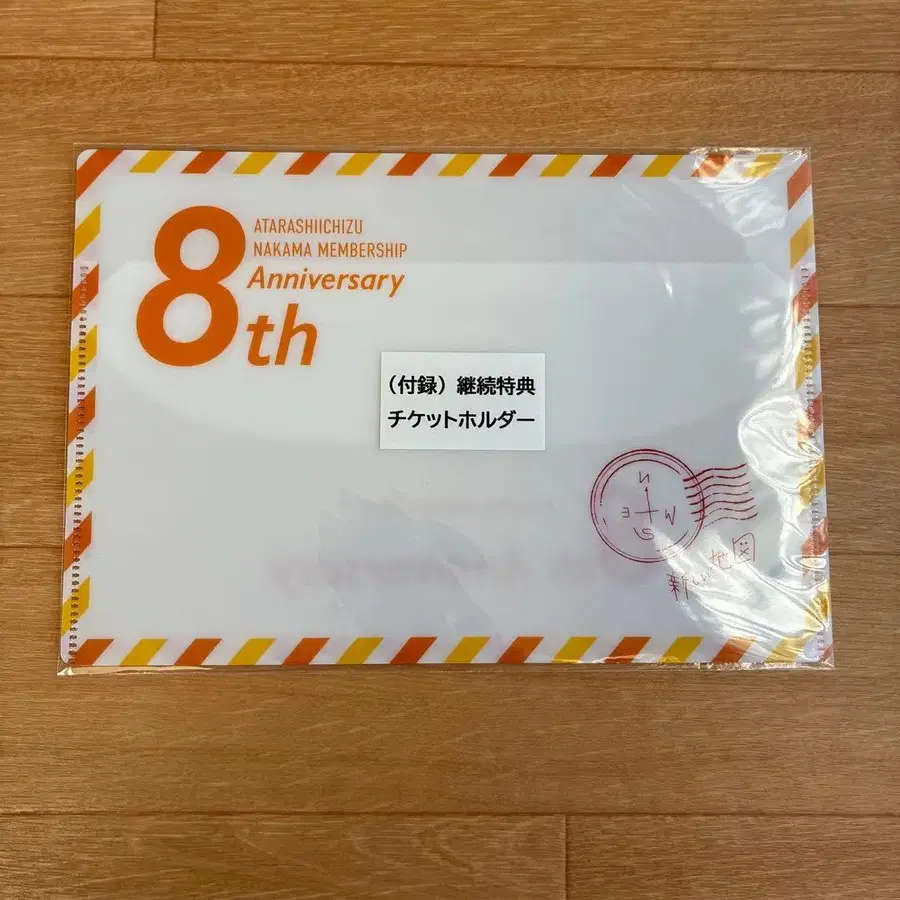 8th
ATARASHIICHIZU
NAKAMA MEMBERSHIP
Anniversary
(付録)継続特典
チケットホルダー
N
E W
S
新しい地図